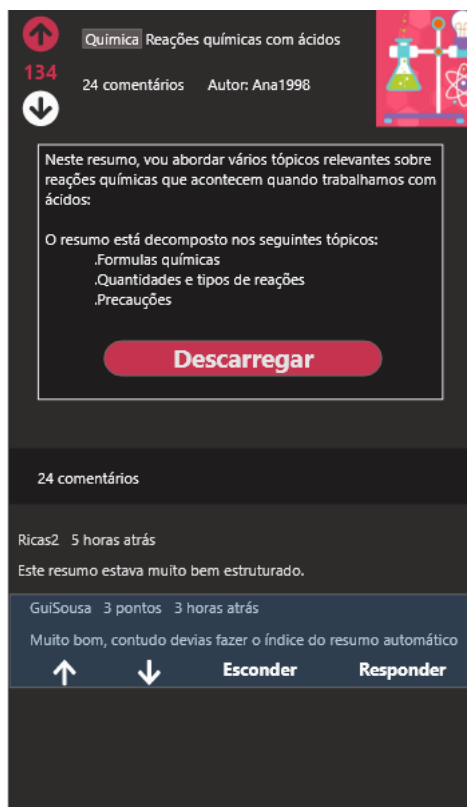 Química Reações químicas com ácidos
134
24 comentários Autor: Ana1998
Neste resumo, vou abordar vários tópicos relevantes sobre
reações químicas que acontecem quando trabalhamos com
ácidos:
O resumo está decomposto nos seguintes tópicos:
.Formulas químicas
.Quantidades e tipos de reações
.Precauções
Descarregar
24 comentários
Ricas2 5 horas atrás
Este resumo estava muito bem estruturado.
GuiSousa 3 pontos 3 horas atrás
Muito bom, contudo devias fazer o índice do resumo automático
Esconder Responder